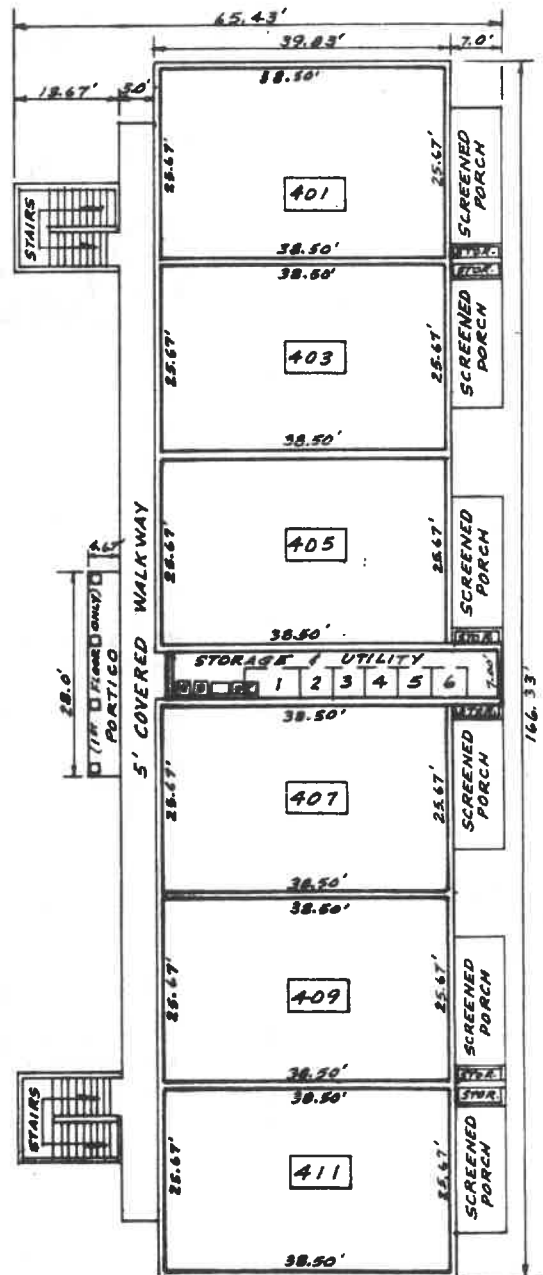 65.43'
39.83'
7.0'
38.50'
13.67'
5.0'
25.67'
401
25.67'
SCREENED
PORCH
STAIRS
38.50'
STOR.
38.50'
STOR.
25.67'
403
25.67'
SCREENED
PORCH
38.50'
25.67'
405
25.67'
SCREENED
PORCH
5' COVERED WALKWAY
28.0'
(1st FLOOR ONLY)
PORTICO
38.50'
STOR.
STORAGE & UTILITY
1 2 3 4 5 6
7.00'
166.33'
38.50'
STOR.
25.67'
407
25.67'
SCREENED
PORCH
38.50'
38.50'
25.67'
409
25.67'
SCREENED
PORCH
38.50'
STOR.
38.50'
STOR.
STAIRS
25.67'
411
25.67'
SCREENED
PORCH
38.50'